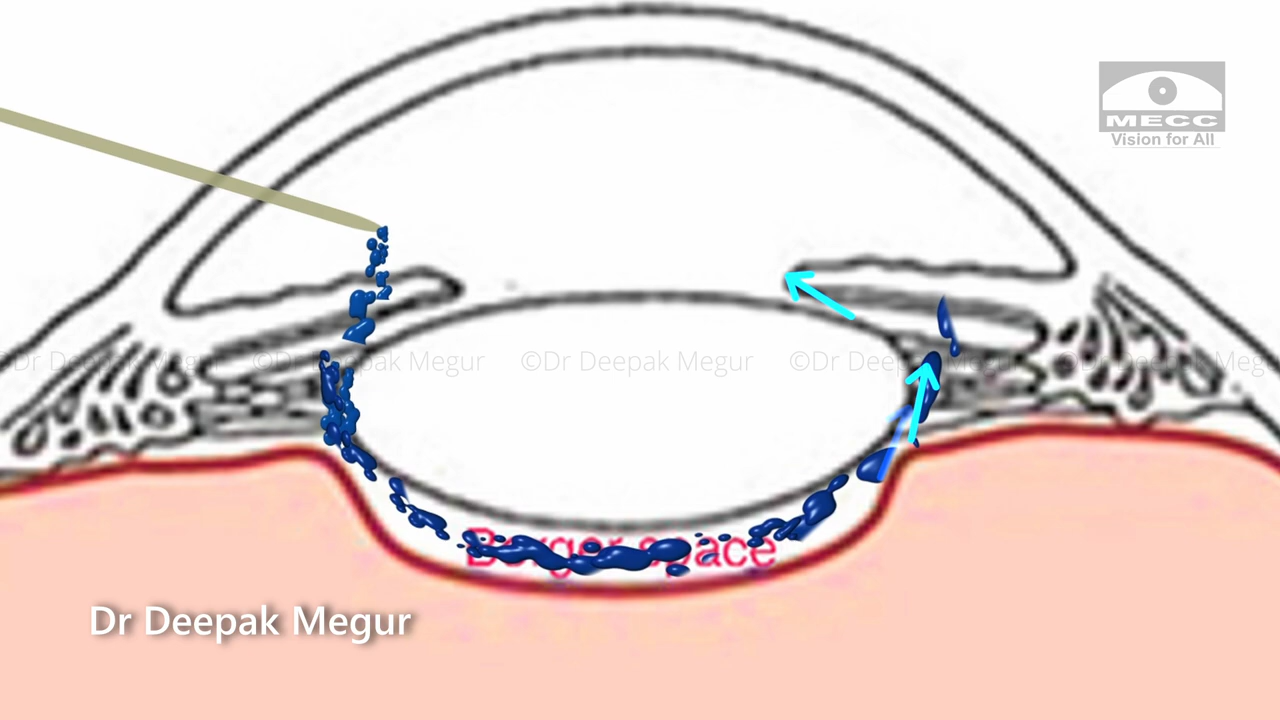 MECC
Vision for All
©Dr Deepak Megur ©Dr Deepak Megur ©Dr Deepak Megur ©Dr Deepak Megur ©Dr Deepak Megur
Berger space
Dr Deepak Megur